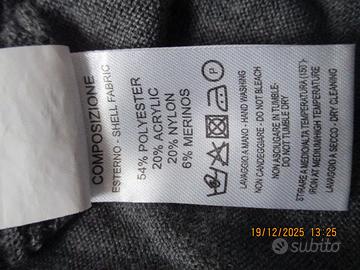 COMPOSIZIONE
ESTERNO - SHELL FABRIC
54% POLYESTER
20% ACRYLIC
20% NYLON
6% MERINOS
P
LAVAGGIO A MANO - HAND WASHING
NON CANDEGGIARE - DO NOT BLEACH
NON ASCIUGARE IN TUMBLE-
DO NOT TUMBLE DRY
STIRARE A MEDIA/ALTA TEMPERATURA (150°)
IRON AT MEDIUM/HIGH TEMPERATURE
LAVAGGIO A SECCO - DRY CLEANING
19/12/2025 13:25
subito